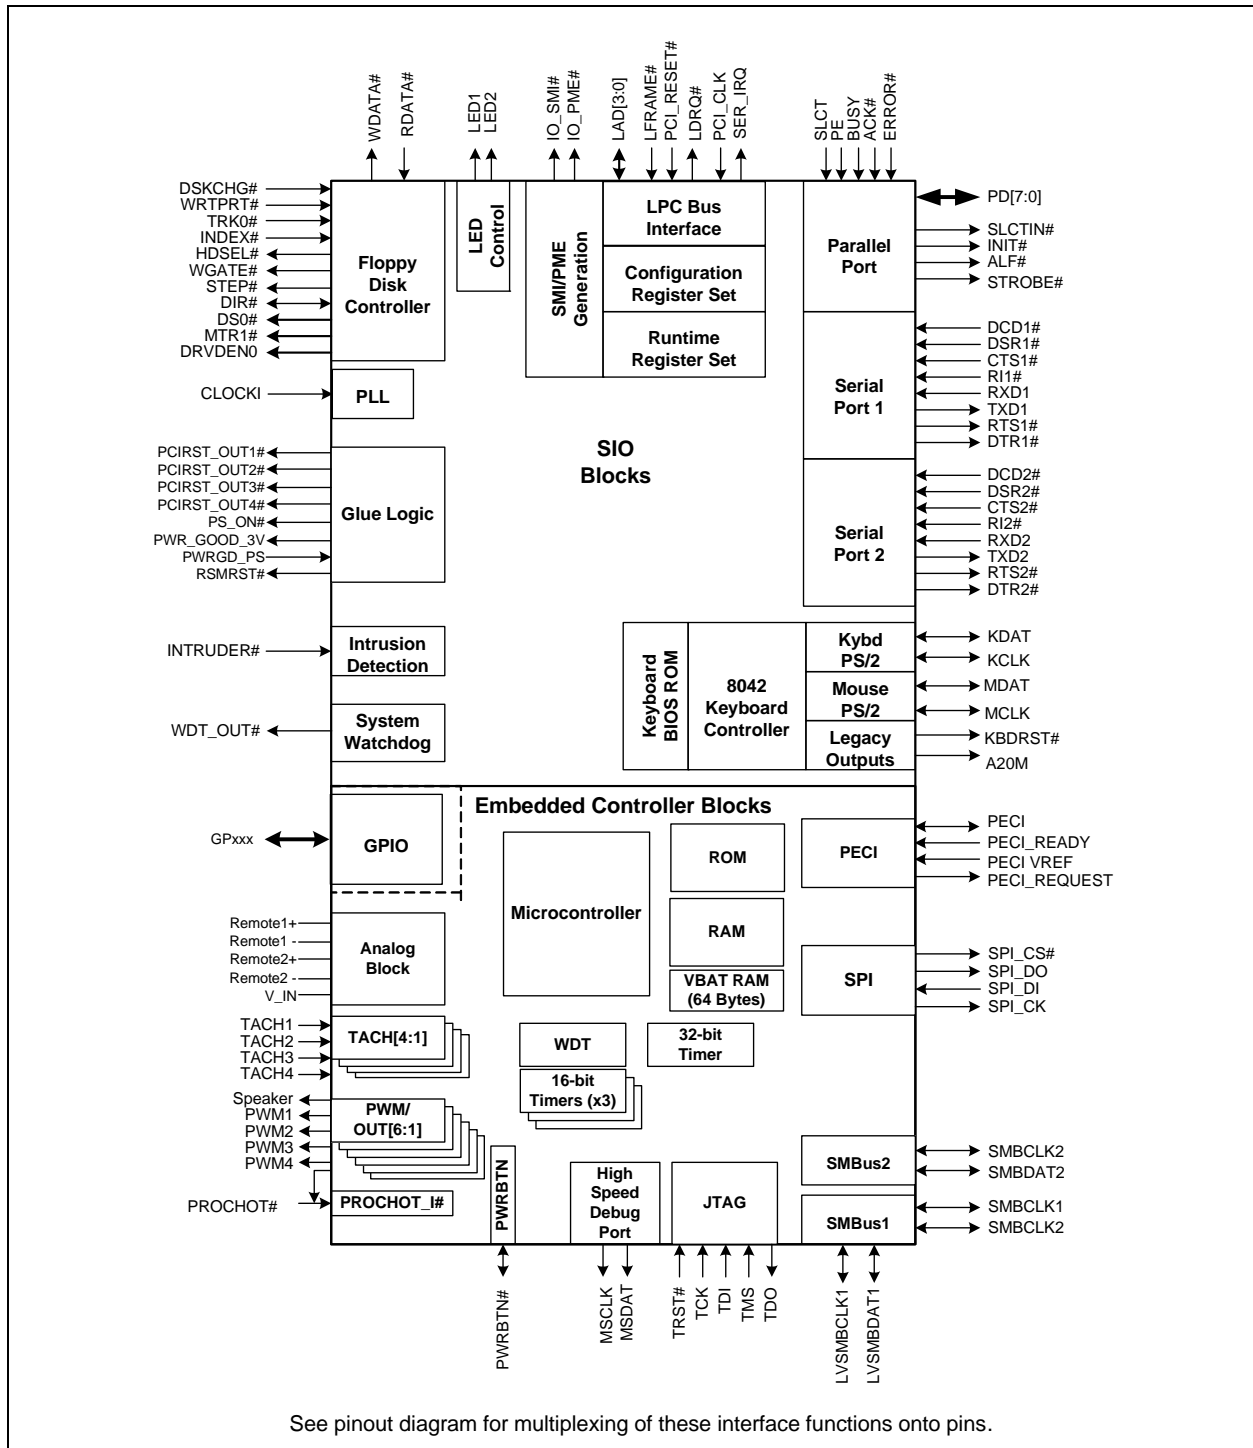 WDATA#
RDATA#
LED1
LED2
IO_SMI#
IO_PME#
LAD[3:0]
LFRAME#
PCI_RESET#
LDRQ#
PCI_CLK
SER_IRQ
SLCT
PE
BUSY
ACK#
ERROR#
DSKCHG#
WRTPRT#
TRK0#
INDEX#
HDSEL#
WGATE#
STEP#
DIR#
DS0#
MTR1#
DRVDEN0
Floppy
Disk
Controller
LED
Control
SMI/PME
Generation
LPC Bus
Interface
Configuration
Register Set
Runtime
Register Set
Parallel
Port
PD[7:0]
SLCTIN#
INIT#
ALF#
STROBE#
CLOCKI
PLL
Serial
Port 1
DCD1#
DSR1#
CTS1#
RI1#
RXD1
TXD1
RTS1#
DTR1#
SIO
Blocks
PCIRST_OUT1#
PCIRST_OUT2#
PCIRST_OUT3#
PCIRST_OUT4#
PS_ON#
PWR_GOOD_3V
PWRGD_PS
RSMRST#
Glue Logic
Serial
Port 2
DCD2#
DSR2#
CTS2#
RI2#
RXD2
TXD2
RTS2#
DTR2#
INTRUDER#
Intrusion
Detection
WDT_OUT#
System
Watchdog
Keyboard
BIOS ROM
8042
Keyboard
Controller
Kybd
PS/2
Mouse
PS/2
Legacy
Outputs
KDAT
KCLK
MDAT
MCLK
KBDRST#
A20M
Embedded Controller Blocks
GPxxx
GPIO
Microcontroller
ROM
RAM
VBAT RAM
(64 Bytes)
PECI
PECI
PECI_READY
PECI VREF
PECI_REQUEST
Remote1+
Remote1 -
Remote2+
Remote2 -
V_IN
Analog
Block
SPI
SPI_CS#
SPI_DO
SPI_DI
SPI_CK
TACH1
TACH2
TACH3
TACH4
TACH[4:1]
WDT
32-bit
Timer
16-bit
Timers (x3)
Speaker
PWM1
PWM2
PWM3
PWM4
PWM/
OUT[6:1]
PROCHOT#
PROCHOT_I#
PWRBTN
High
Speed
Debug
Port
JTAG
SMBus2
SMBus1
SMBCLK2
SMBDAT2
SMBCLK1
SMBCLK2
PWRBTN#
MSCLK
MSDAT
TRST#
TCK
TDI
TMS
TDO
LVSMBCLK1
LVSMBDAT1
See pinout diagram for multiplexing of these interface functions onto pins.